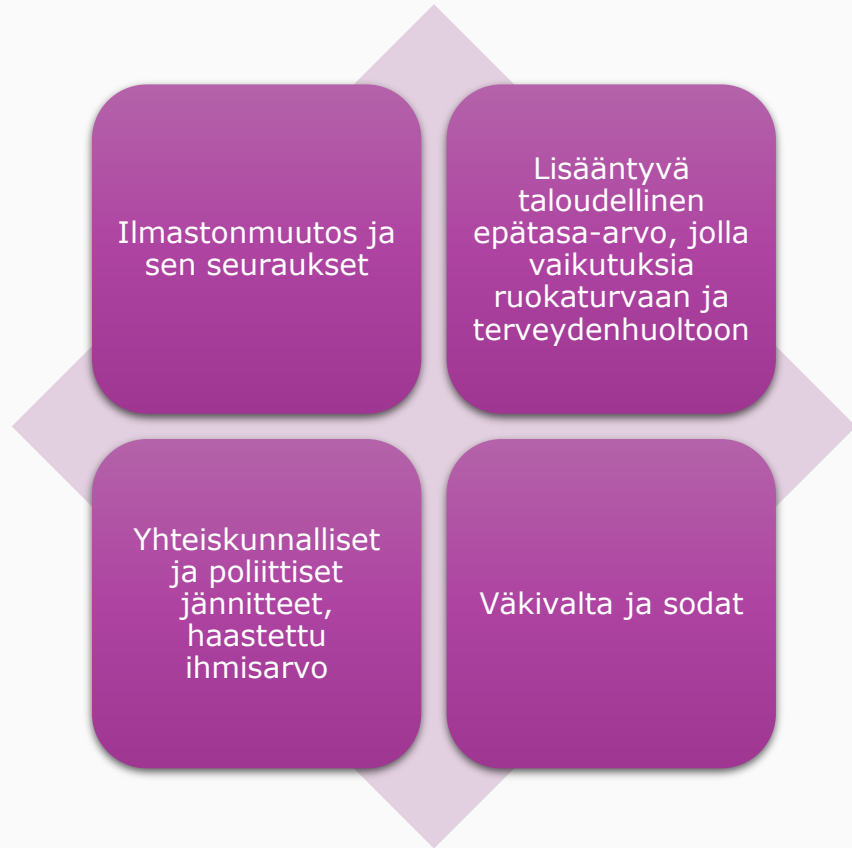 Ilmastonmuutos ja
sen seuraukset
Lisääntyvä
taloudellinen
epätasa-arvo, jolla
vaikutuksia
ruokaturvaan ja
terveydenhuoltoon
Yhteiskunnalliset
ja poliittiset
jännitteet,
haastettu
ihmisarvo
Väkivalta ja sodat